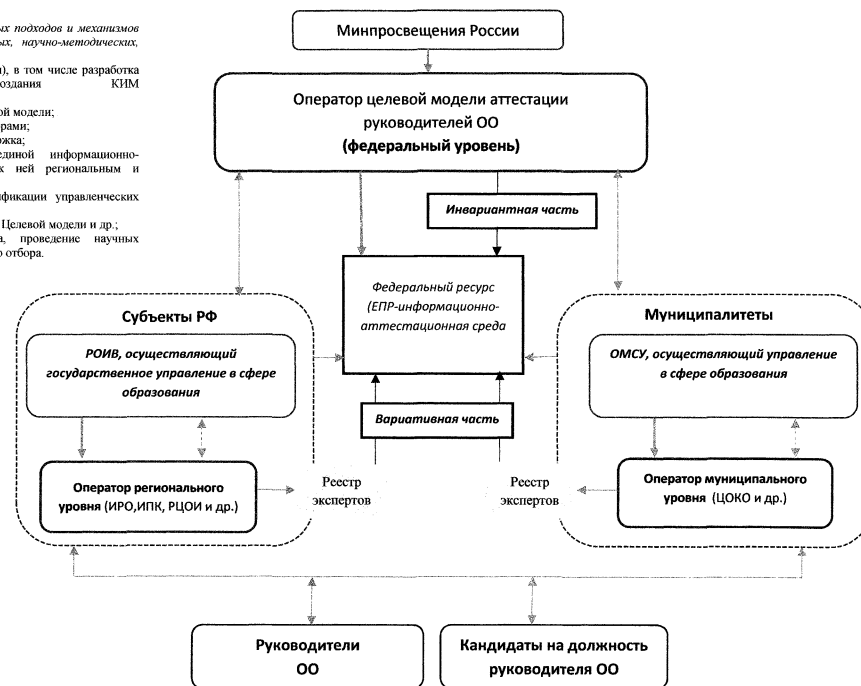 ых подходов и механизмов
ых, научно-методических,
), в том числе разработка
оздания КИМ
ой модели;
рами;
ржка;
единой информационно-
к ней региональным и
фикации управленческих
Целевой модели и др.;
а, проведение научных
о отбора.
Минпросвещения России
Оператор целевой модели аттестации
руководителей ОО
(федеральный уровень)
Инвариантная часть
Федеральный ресурс
(ЕПР-информационно-
аттестационная среда
Субъекты РФ
РОИВ, осуществляющий
государственное управление в сфере
образования
Муниципалитеты
ОМСУ, осуществляющий управление
в сфере образования
Вариативная часть
Оператор регионального
уровня (ИРО,ИПК, РЦОИ и др.)
Реестр
экспертов
Реестр
экспертов
Оператор муниципального
уровня (ЦОКО и др.)
Руководители
ОО
Кандидаты на должность
руководителя ОО